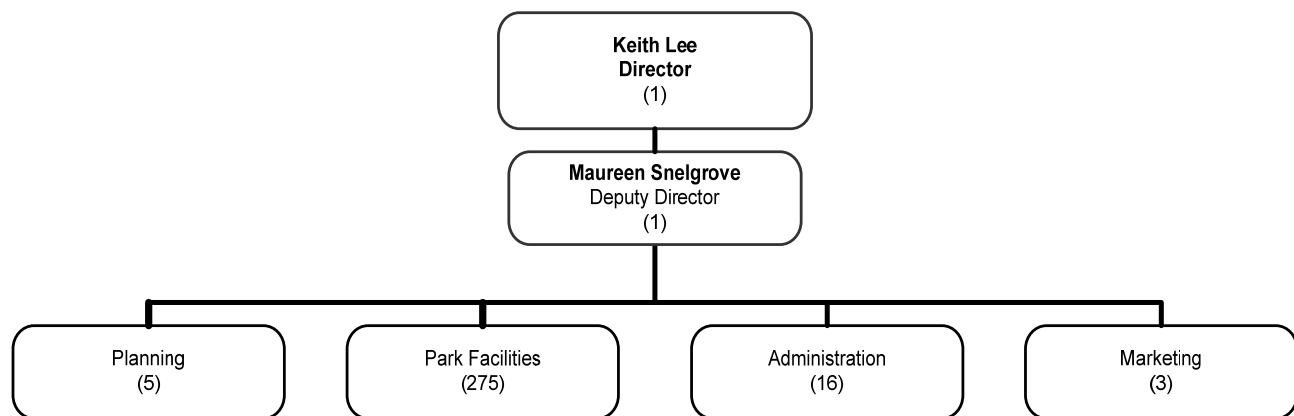 Keith Lee
Director
(1)
Maureen Snelgrove
Deputy Director
(1)
Planning
(5)
Park Facilities
(275)
Administration
(16)
Marketing
(3)